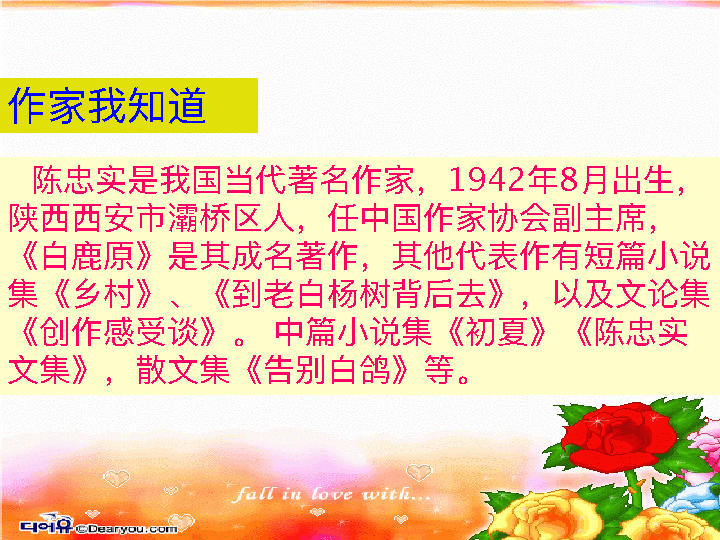 作家我知道
陈忠实是我国当代著名作家，1942年8月出生，
陕西西安市灞桥区人，任中国作家协会副主席，
《白鹿原》是其成名著作，其他代表作有短篇小说
集《乡村》、《到老白杨树背后去》，以及文论集
《创作感受谈》。 中篇小说集《初夏》《陈忠实
文集》，散文集《告别白鸽》等。
fall in love with...
디어유 ©Dearyou.com